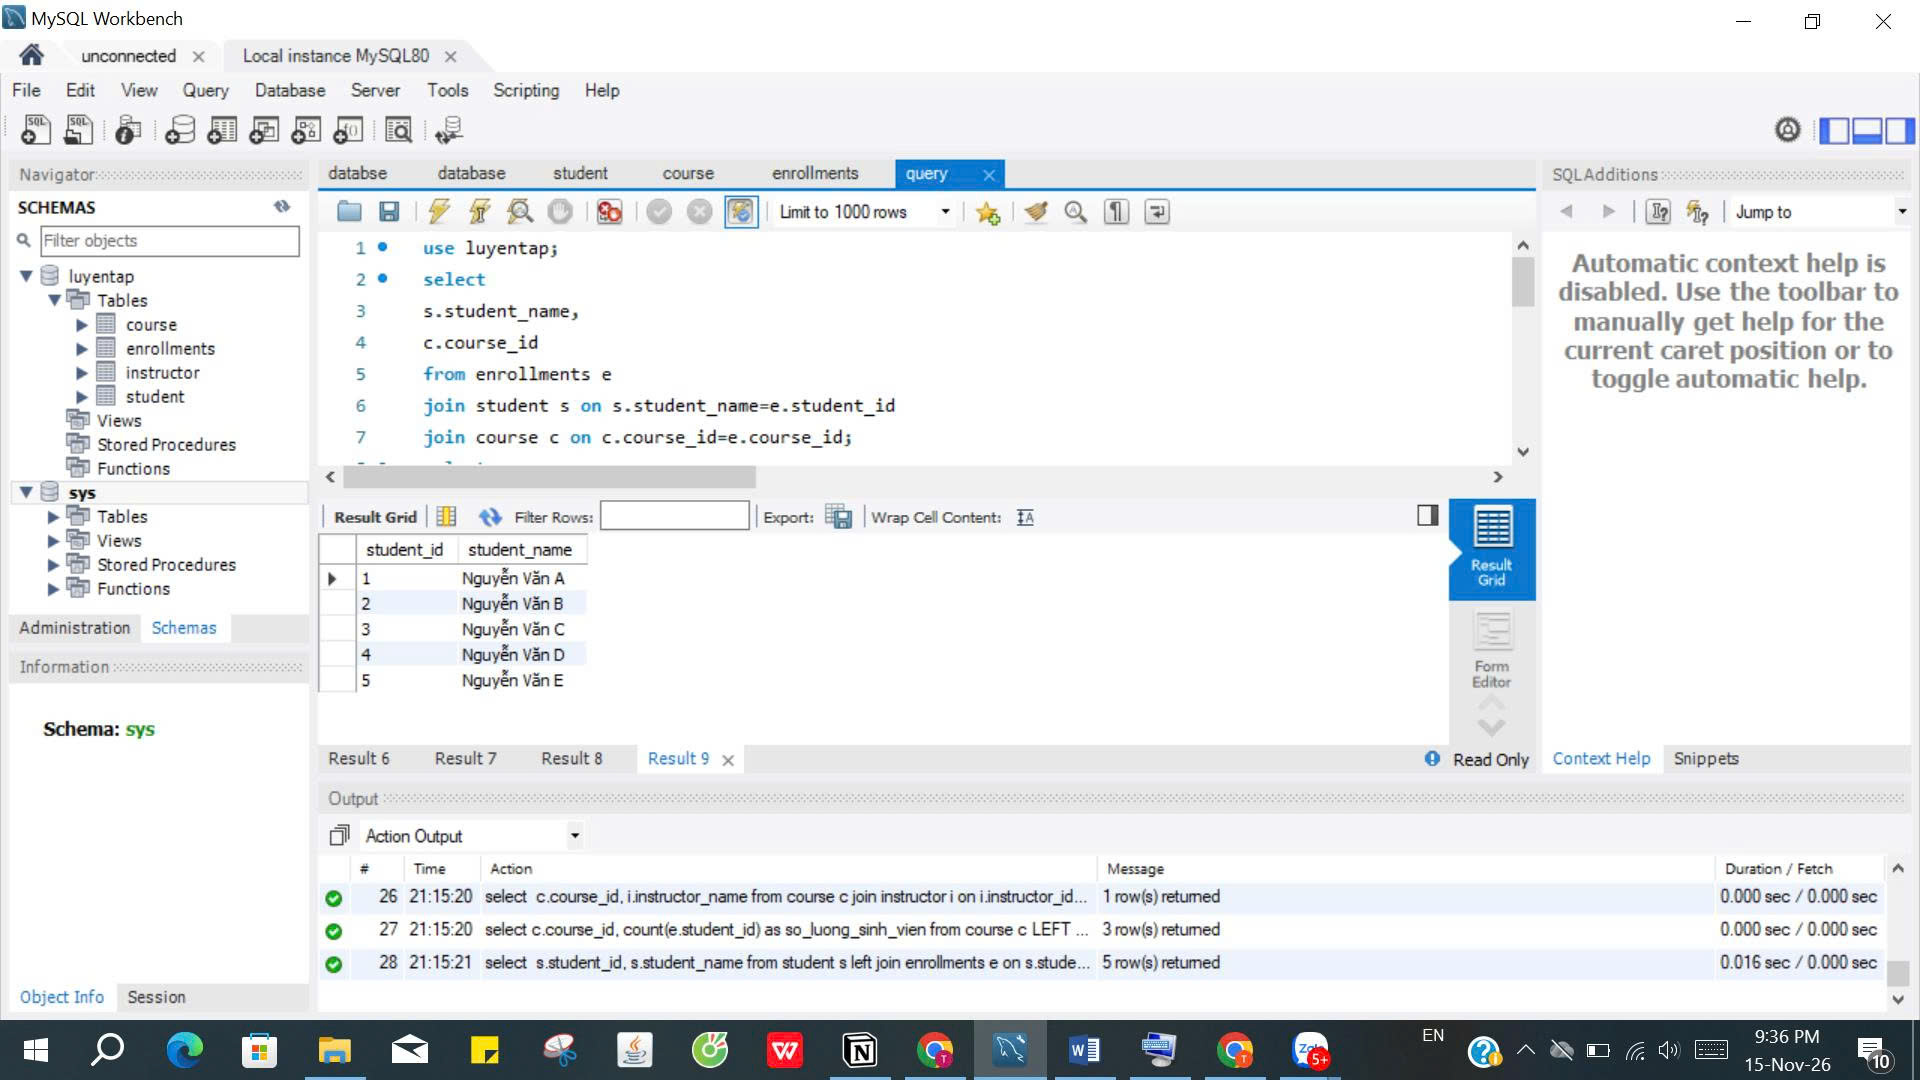 MySQL Workbench
unconnected
Local instance MySQL80
File Edit View Query Database Server Tools Scripting Help
Navigator
SCHEMAS
Filter objects
luyentap
Tables
course
enrollments
instructor
student
Views
Stored Procedures
Functions
sys
Tables
Views
Stored Procedures
Functions
Administration Schemas
Information
Schema: sys
Object Info Session
databse database student course enrollments query
Limit to 1000 rows
1 use luyentap;
2 select
3 s.student_name,
4 c.course_id
5 from enrollments e
6 join student s on s.student_name=e.student_id
7 join course c on c.course_id=e.course_id;
Result Grid Filter Rows: Export: Wrap Cell Content:
student_id student_name
1 Nguyễn Văn A
2 Nguyễn Văn B
3 Nguyễn Văn C
4 Nguyễn Văn D
5 Nguyễn Văn E
Result Grid
Form Editor
Result 6 Result 7 Result 8 Result 9
Read Only
SQLAdditions
Jump to
Automatic context help is
disabled. Use the toolbar to
manually get help for the
current caret position or to
toggle automatic help.
Context Help Snippets
Output
Action Output
# Time Action Message Duration / Fetch
26 21:15:20 select c.course_id, i.instructor_name from course c join instructor i on i.instructor_id... 1 row(s) returned 0.000 sec / 0.000 sec
27 21:15:20 select c.course_id, count(e.student_id) as so_luong_sinh_vien from course c LEFT ... 3 row(s) returned 0.000 sec / 0.000 sec
28 21:15:21 select s.student_id, s.student_name from student s left join enrollments e on s.stude... 5 row(s) returned 0.016 sec / 0.000 sec
EN
9:36 PM
15-Nov-26
10
5+